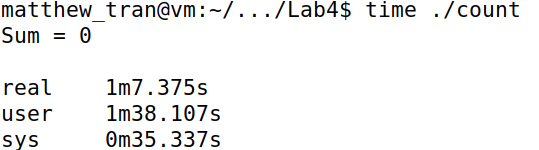 matthew_tran@vm:~/.../Lab4$ time ./count
Sum = 0
real 1m7.375s
user 1m38.107s
sys 0m35.337s